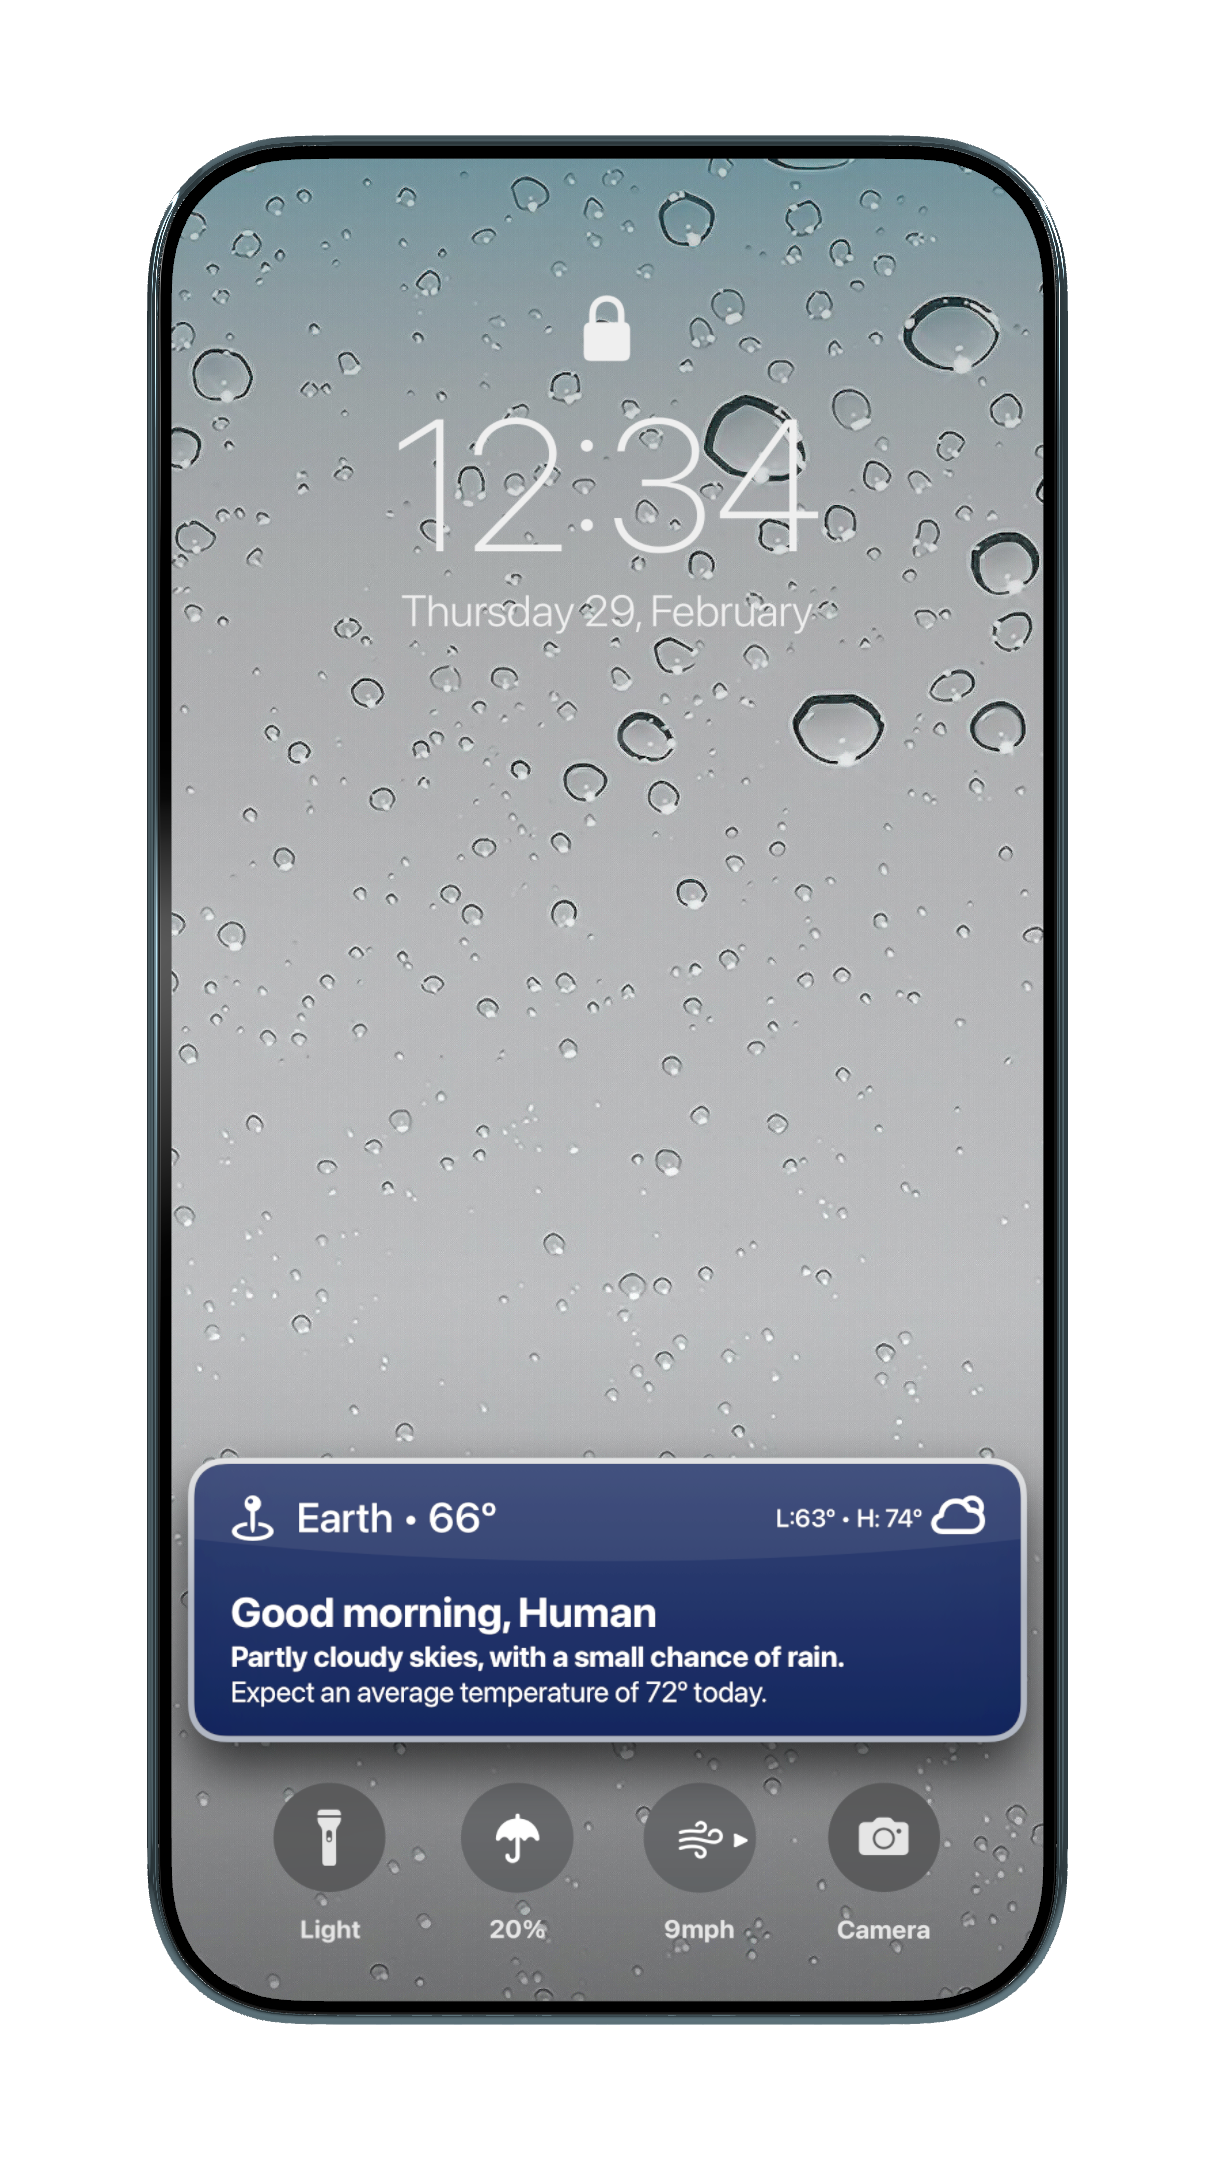 12:34
Thursday 29, February
Earth • 66°
L:63° • H: 74°
Good morning, Human
Partly cloudy skies, with a small chance of rain.
Expect an average temperature of 72° today.
Light
20%
9mph
Camera